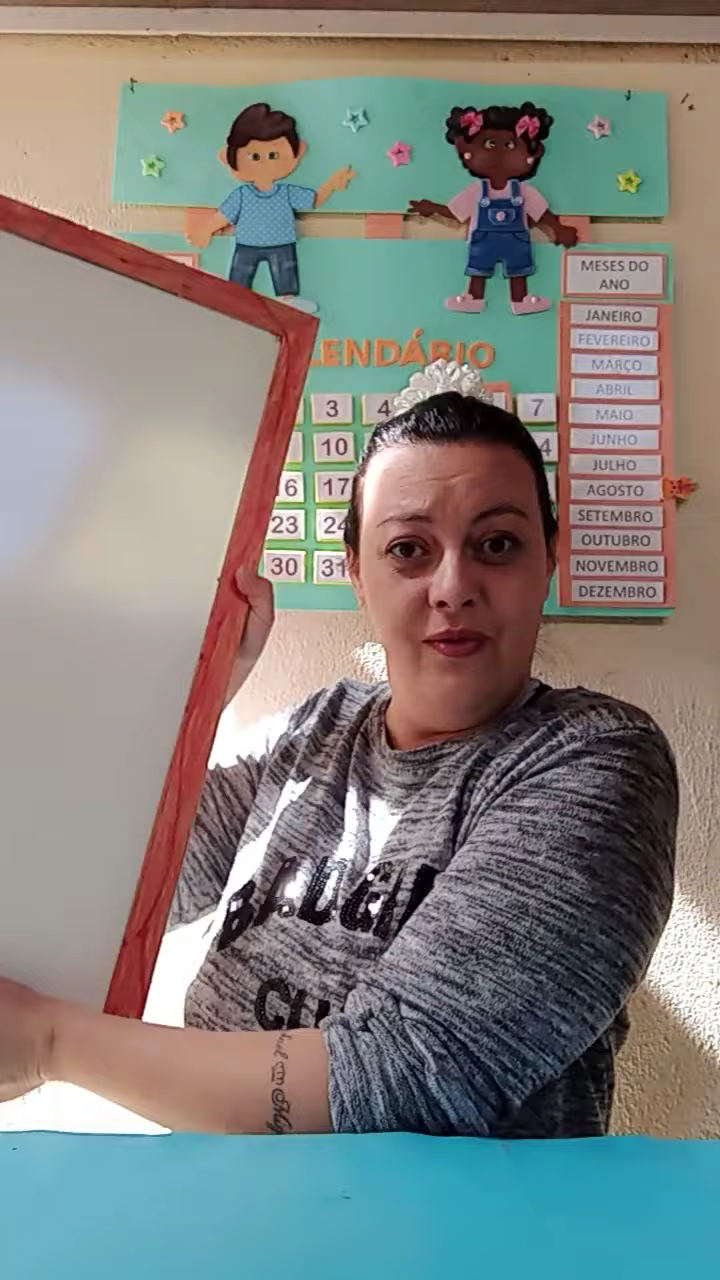 MESES DO
ANO
LENDÁRIO
JANEIRO
FEVEREIRO
MARÇO
ABRIL
MAIO
JUNHO
JULHO
AGOSTO
SETEMBRO
OUTUBRO
NOVEMBRO
DEZEMBRO
3 4 7
10 4
16 17
23 24
30 31